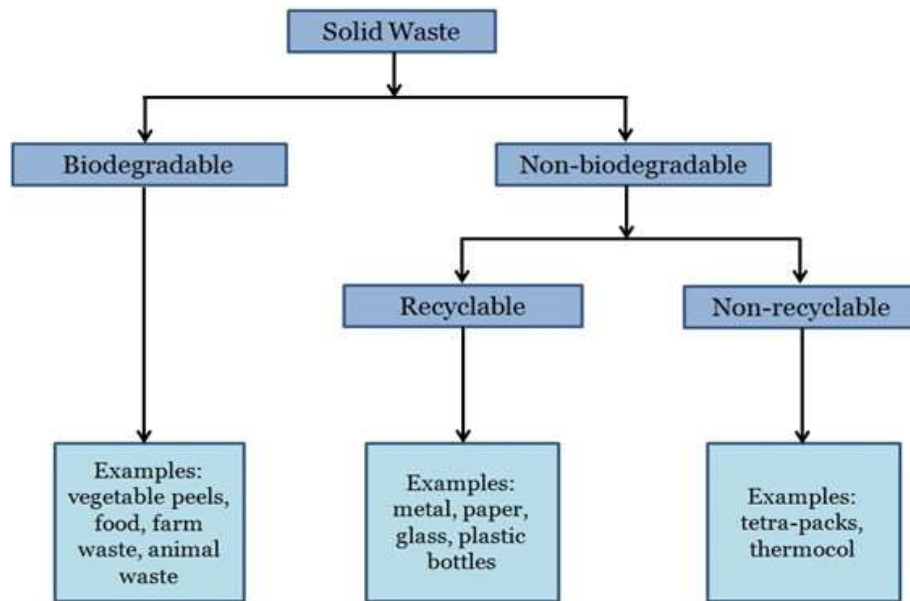 Solid Waste
Biodegradable
Non-biodegradable
Recyclable
Non-recyclable
Examples:
vegetable peels,
food, farm
waste, animal
waste
Examples:
metal, paper,
glass, plastic
bottles
Examples:
tetra-packs,
thermocol